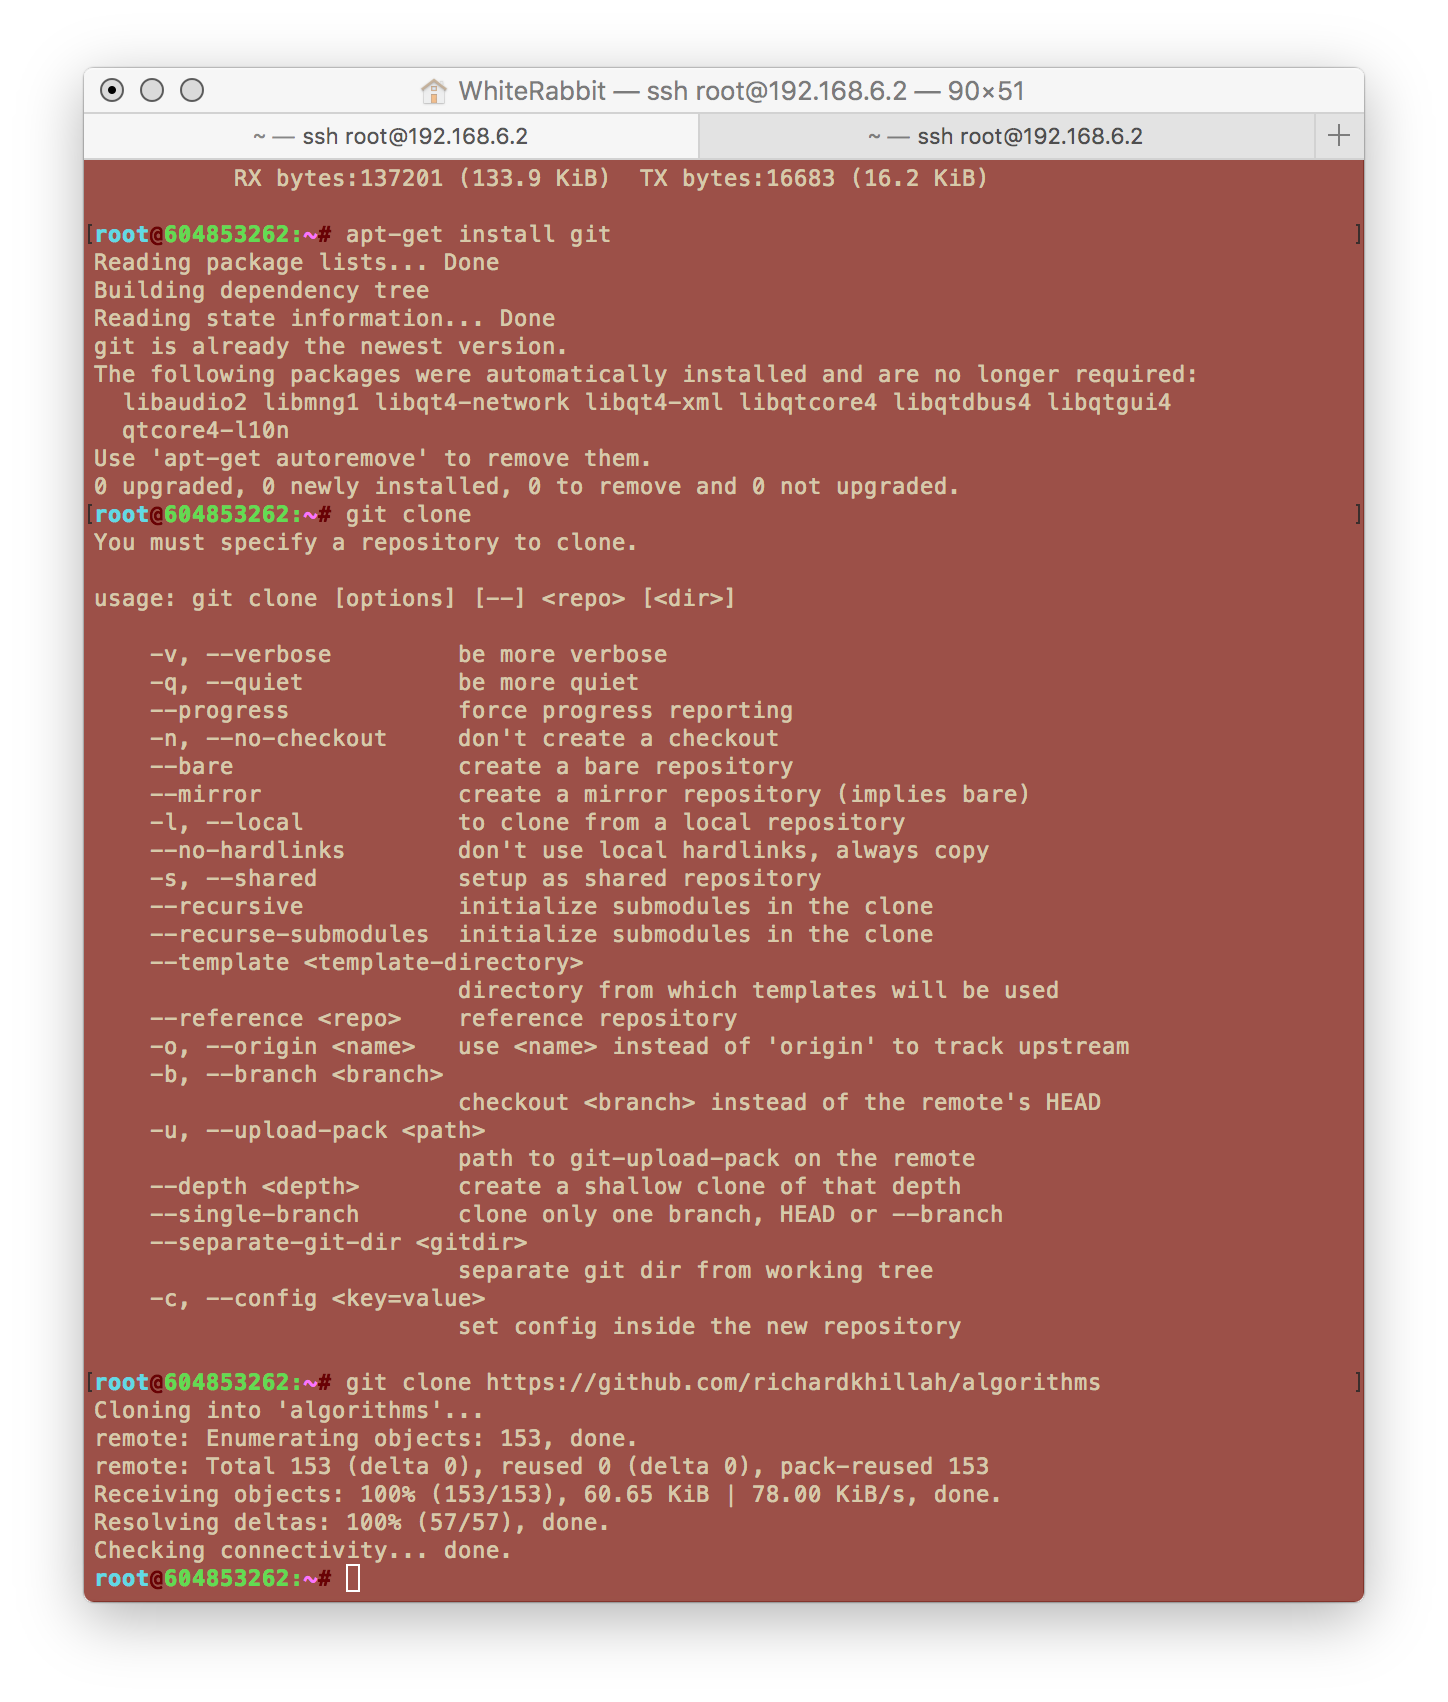 WhiteRabbit — ssh root@192.168.6.2 — 90×51
~ — ssh root@192.168.6.2
~ — ssh root@192.168.6.2
          RX bytes:137201 (133.9 KiB)  TX bytes:16683 (16.2 KiB)
[root@604853262:~# apt-get install git ]
Reading package lists... Done
Building dependency tree
Reading state information... Done
git is already the newest version.
The following packages were automatically installed and are no longer required:
  libaudio2 libmng1 libqt4-network libqt4-xml libqtcore4 libqtdbus4 libqtgui4
  qtcore4-l10n
Use 'apt-get autoremove' to remove them.
0 upgraded, 0 newly installed, 0 to remove and 0 not upgraded.
[root@604853262:~# git clone ]
You must specify a repository to clone.
usage: git clone [options] [--] <repo> [<dir>]
    -v, --verbose         be more verbose
    -q, --quiet           be more quiet
    --progress            force progress reporting
    -n, --no-checkout     don't create a checkout
    --bare                create a bare repository
    --mirror              create a mirror repository (implies bare)
    -l, --local           to clone from a local repository
    --no-hardlinks        don't use local hardlinks, always copy
    -s, --shared          setup as shared repository
    --recursive           initialize submodules in the clone
    --recurse-submodules  initialize submodules in the clone
    --template <template-directory>
                          directory from which templates will be used
    --reference <repo>    reference repository
    -o, --origin <name>   use <name> instead of 'origin' to track upstream
    -b, --branch <branch>
                          checkout <branch> instead of the remote's HEAD
    -u, --upload-pack <path>
                          path to git-upload-pack on the remote
    --depth <depth>       create a shallow clone of that depth
    --single-branch       clone only one branch, HEAD or --branch
    --separate-git-dir <gitdir>
                          separate git dir from working tree
    -c, --config <key=value>
                          set config inside the new repository
[root@604853262:~# git clone https://github.com/richardkhillah/algorithms ]
Cloning into 'algorithms'...
remote: Enumerating objects: 153, done.
remote: Total 153 (delta 0), reused 0 (delta 0), pack-reused 153
Receiving objects: 100% (153/153), 60.65 KiB | 78.00 KiB/s, done.
Resolving deltas: 100% (57/57), done.
Checking connectivity... done.
root@604853262:~#